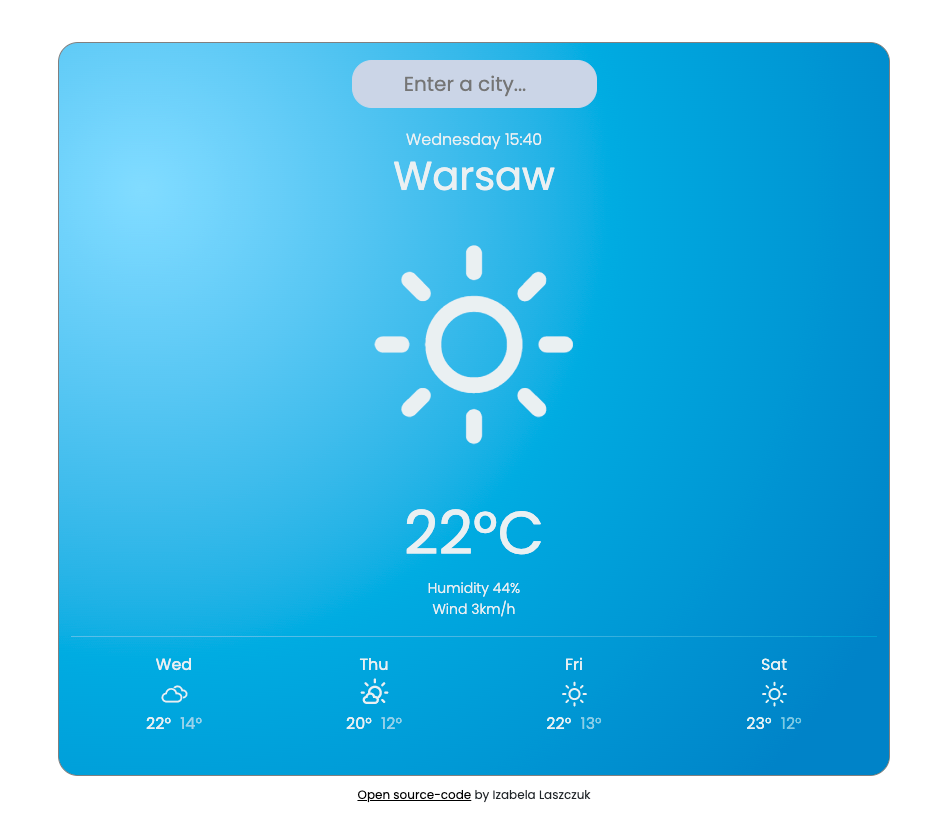 Enter a city...
Wednesday 15:40
Warsaw
22°C
Humidity 44%
Wind 3km/h
Wed Thu Fri Sat
22° 14° 20° 12° 22° 13° 23° 12°
Open source-code by Izabela Laszczuk